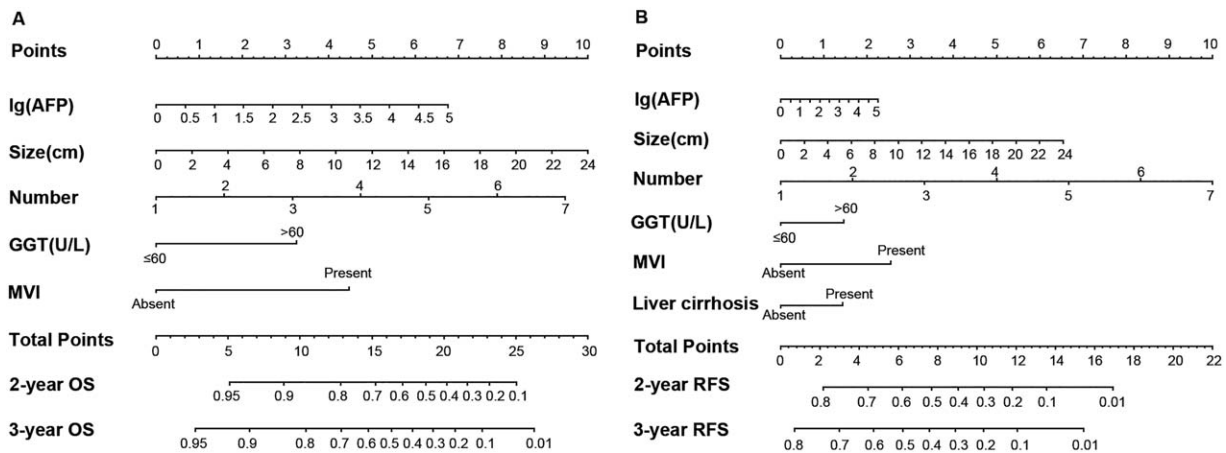 A
Points 0 1 2 3 4 5 6 7 8 9 10
lg(AFP)
0 0.5 1 1.5 2 2.5 3 3.5 4 4.5 5
Size(cm)
0 2 4 6 8 10 12 14 16 18 20 22 24
2 4 6
Number
1 3 5 7
>60
GGT(U/L)
≤60
Present
MVI
Absent
Total Points
0 5 10 15 20 25 30
2-year OS
0.95 0.9 0.8 0.7 0.6 0.5 0.4 0.3 0.2 0.1
3-year OS
0.95 0.9 0.8 0.7 0.6 0.5 0.4 0.3 0.2 0.1 0.01
B
Points 0 1 2 3 4 5 6 7 8 9 10
lg(AFP)
0 1 2 3 4 5
Size(cm)
0 2 4 6 8 10 12 14 16 18 20 22 24
2 4 6
Number
1 3 5 7
>60
GGT(U/L)
≤60
Present
MVI
Absent
Present
Liver cirrhosis
Absent
Total Points
0 2 4 6 8 10 12 14 16 18 20 22
2-year RFS
0.8 0.7 0.6 0.5 0.4 0.3 0.2 0.1 0.01
3-year RFS
0.8 0.7 0.6 0.5 0.4 0.3 0.2 0.1 0.01